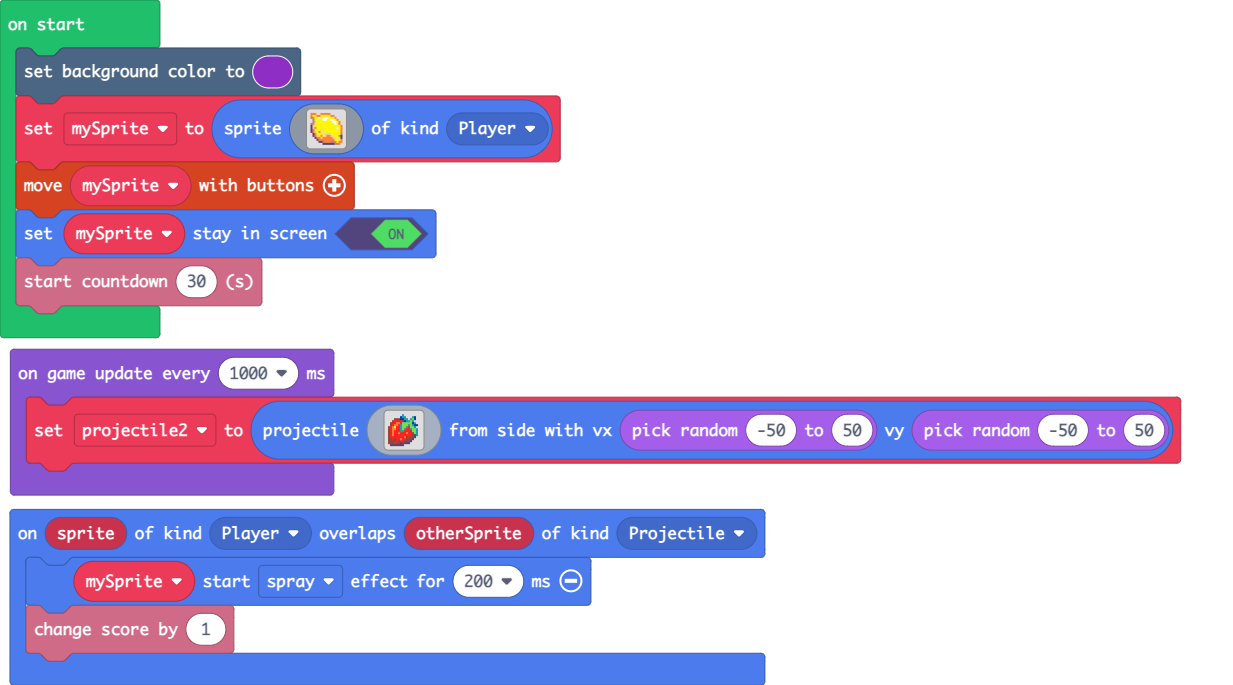 on start
set background color to
set mySprite to sprite of kind Player
move mySprite with buttons
set mySprite stay in screen ON
start countdown 30 (s)
on game update every 1000 ms
set projectile2 to projectile from side with vx pick random -50 to 50 vy pick random -50 to 50
on sprite of kind Player overlaps otherSprite of kind Projectile
mySprite start spray effect for 200 ms
change score by 1